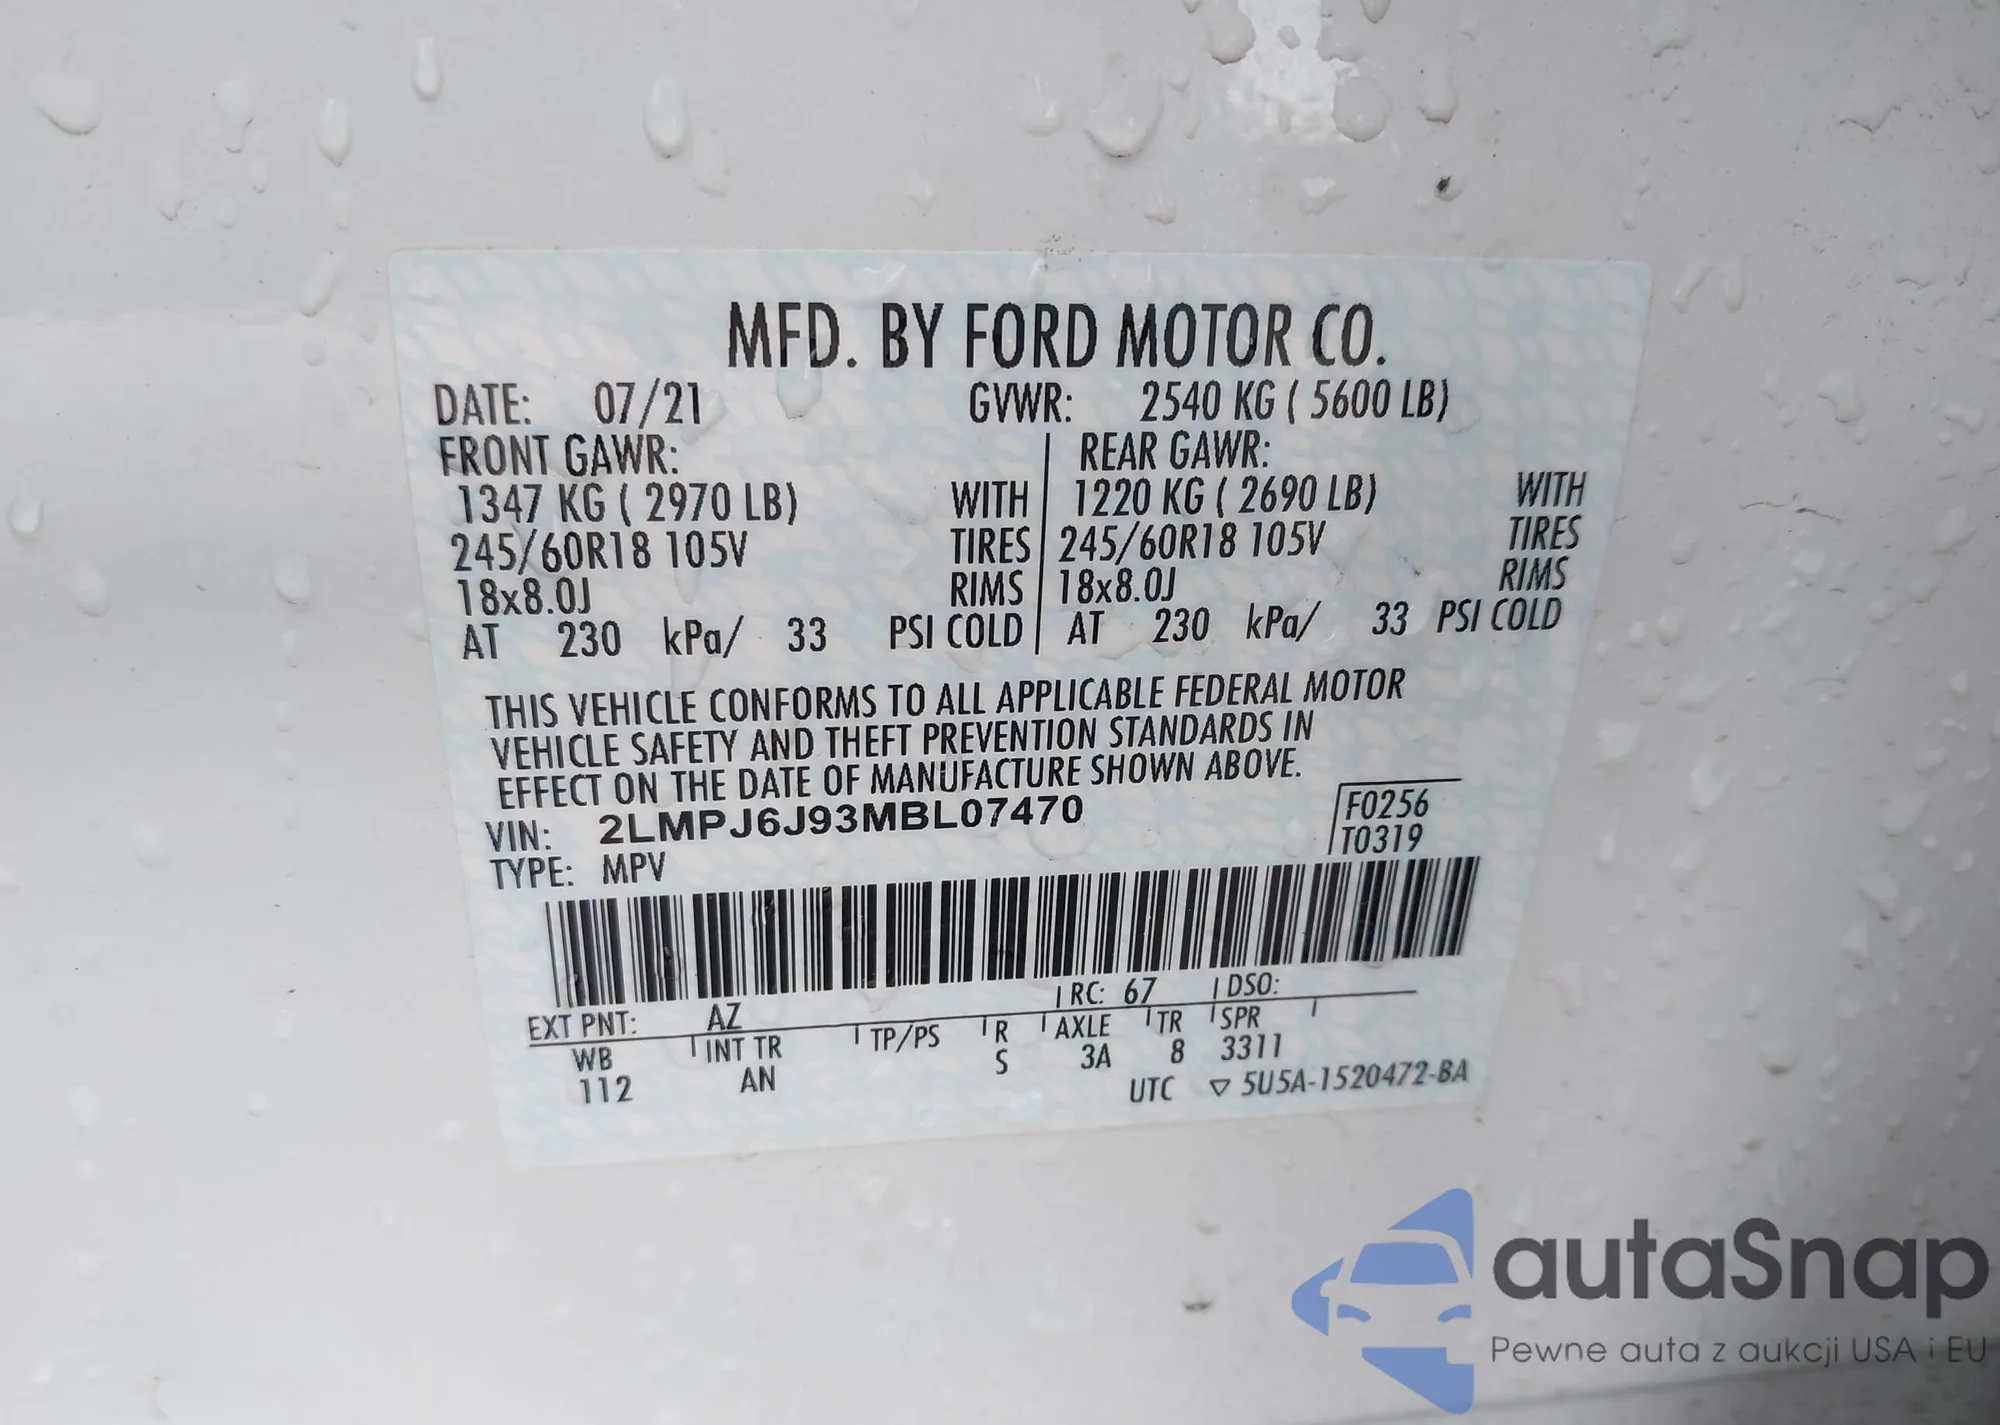 MFD. BY FORD MOTOR CO.
DATE: 07/21 GVWR: 2540 KG ( 5600 LB)
FRONT GAWR: REAR GAWR:
1347 KG ( 2970 LB) WITH 1220 KG ( 2690 LB) WITH
245/60R18 105V TIRES 245/60R18 105V TIRES
18x8.0J RIMS 18x8.0J RIMS
AT 230 kPa/ 33 PSI COLD AT 230 kPa/ 33 PSI COLD
THIS VEHICLE CONFORMS TO ALL APPLICABLE FEDERAL MOTOR
VEHICLE SAFETY AND THEFT PREVENTION STANDARDS IN
EFFECT ON THE DATE OF MANUFACTURE SHOWN ABOVE.
VIN: 2LMPJ6J93MBL07470 F0256
TYPE: MPV T0319
EXT PNT: AZ RC: 67 DSO:
WB INT TR TP/PS R AXLE TR SPR
112 AN S 3A 8 3311
UTC ▽ 5U5A-1520472-BA
autaSnap
Pewne auta z aukcji USA i EU